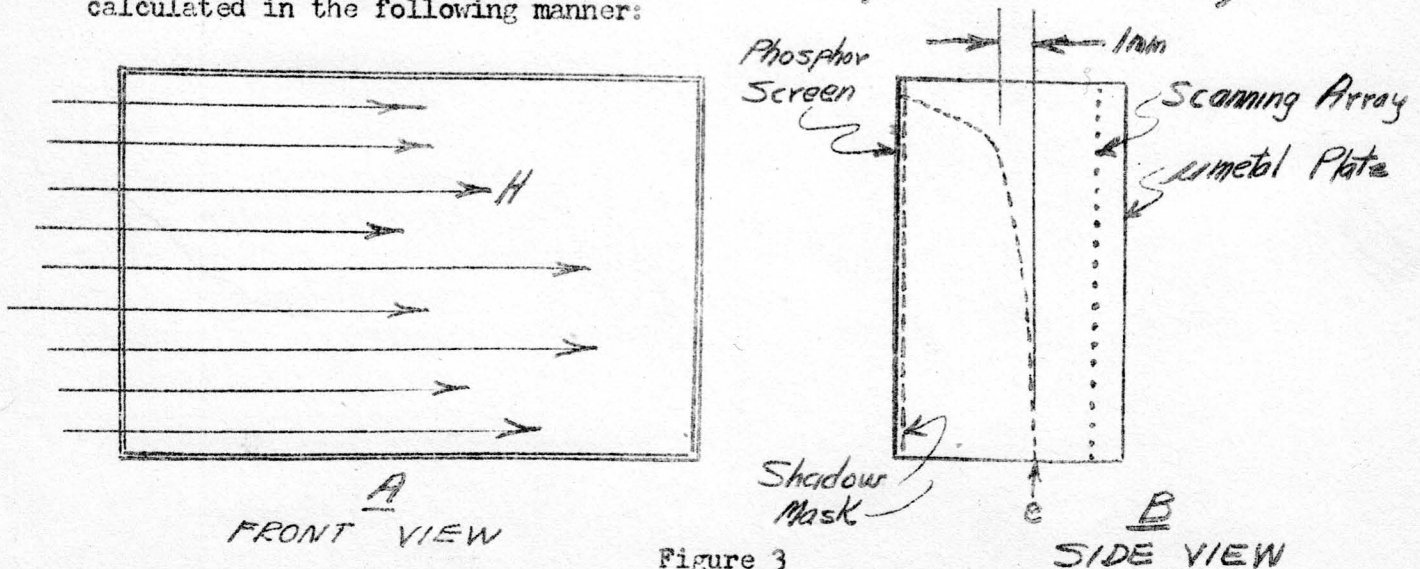 calculated in the following manner:
Phosphor
Screen
1mm
Scanning Array
μmetal Plate
H
Shadow
Mask
e
A
FRONT VIEW
B
SIDE VIEW
Figure 3